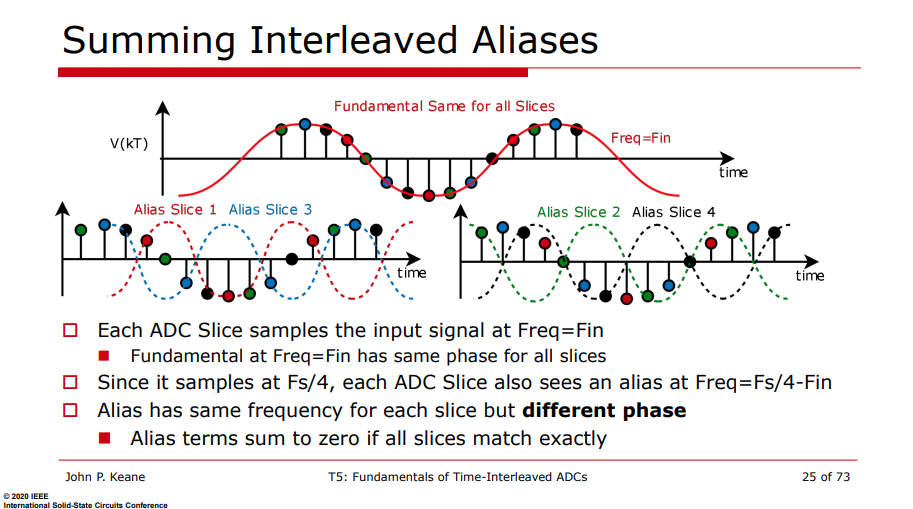 Summing Interleaved Aliases
Fundamental Same for all Slices
V(kT)
Freq=Fin
time
Alias Slice 1 Alias Slice 3
time
Alias Slice 2 Alias Slice 4
time
Each ADC Slice samples the input signal at Freq=Fin
Fundamental at Freq=Fin has same phase for all slices
Since it samples at Fs/4, each ADC Slice also sees an alias at Freq=Fs/4-Fin
Alias has same frequency for each slice but different phase
Alias terms sum to zero if all slices match exactly
John P. Keane T5: Fundamentals of Time-Interleaved ADCs 25 of 73
© 2020 IEEE
International Solid-State Circuits Conference